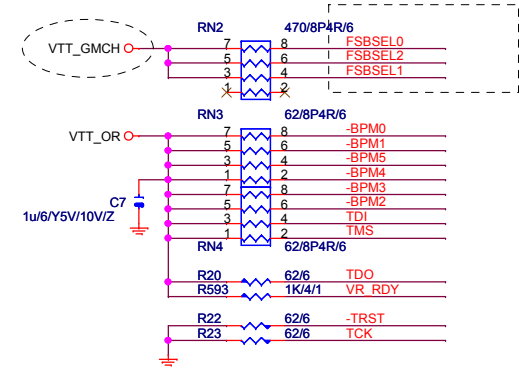 RN2 470/8P4R/6
VTT_GMCH 7 8 FSBSEL0
5 6 FSBSEL2
3 4 FSBSEL1
1 2
RN3 62/8P4R/6
VTT_OR 7 8 -BPM0
5 6 -BPM1
3 4 -BPM5
1 2 -BPM4
7 8 -BPM3
C7 5 6 -BPM2
1u/6/Y5V/10V/Z 3 4 TDI
1 2 TMS
RN4 62/8P4R/6
R20 62/6 TDO
R593 1K/4/1 VR_RDY
R22 62/6 -TRST
R23 62/6 TCK